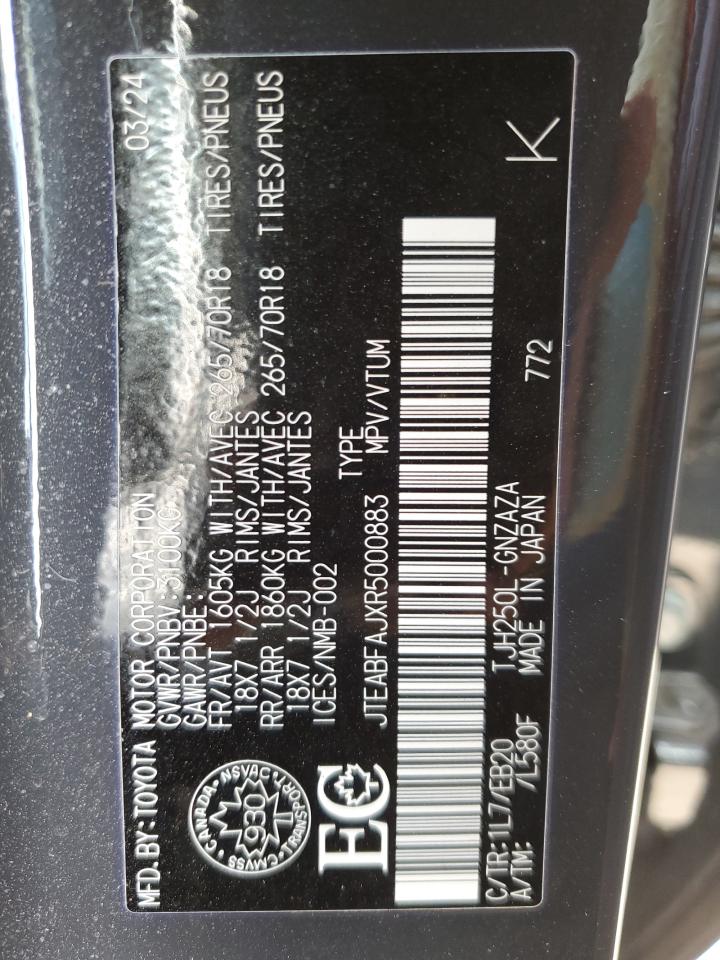 MFD. BY: TOYOTA MOTOR CORPORATION 03/24
GVWR/PNBV: 3100KG
GAWR/PNBE:
FR/AVT 1605KG WITH/AVEC 265/70R18 TIRES/PNEUS
18X7 1/2J RIMS/JANTES
RR/ARR 1860KG WITH/AVEC 265/70R18 TIRES/PNEUS
18X7 1/2J RIMS/JANTES
ICES/NMB-002
CANADA
NSVAC
930
TRANSPORT
CMVSS
EC
TYPE
JTEABFAJXR5000883 MPV/VTUM
C/TR: 1L7/EB20 TJH250L-GNZAZA
A/TM: /L580F MADE IN JAPAN 772
K